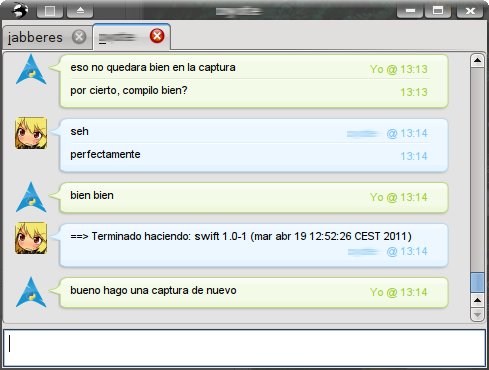 jabberes
eso no quedara bien en la captura
Yo @ 13:13
por cierto, compilo bien?
13:13
seh
@ 13:14
perfectamente
13:14
bien bien
Yo @ 13:14
==> Terminado haciendo: swift 1.0-1 (mar abr 19 12:52:26 CEST 2011)
@ 13:14
bueno hago una captura de nuevo
Yo @ 13:14